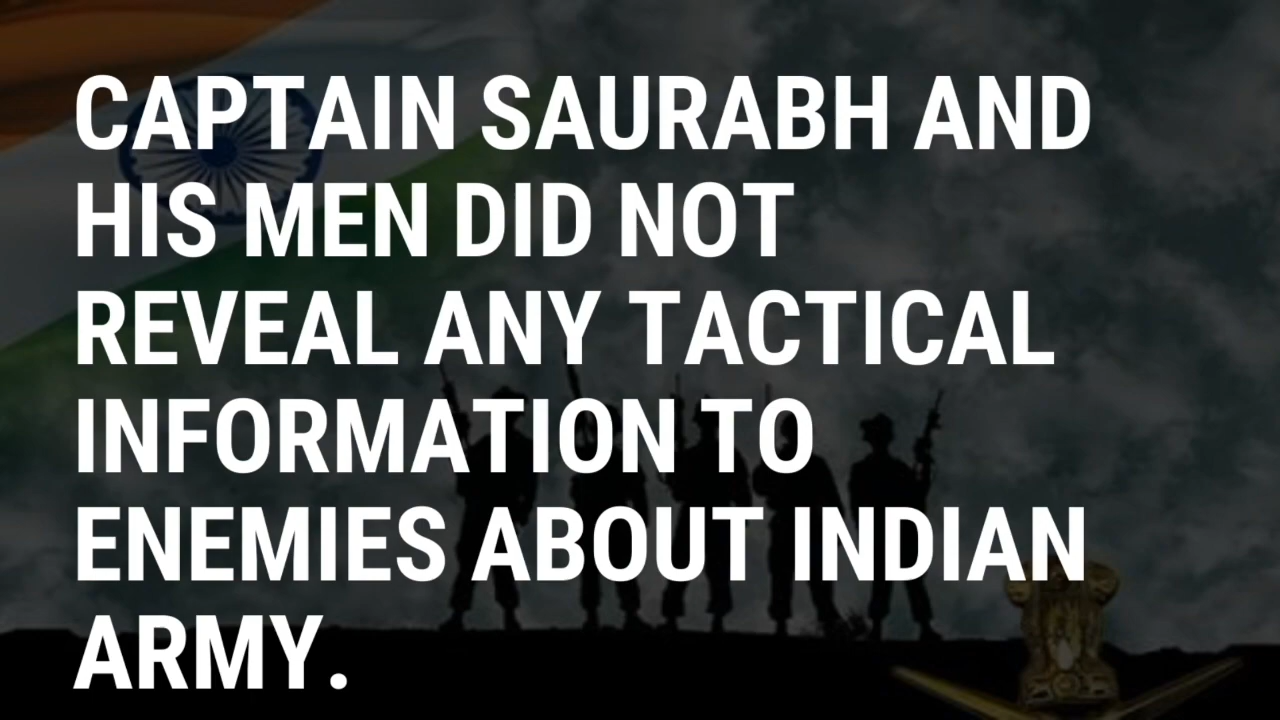 CAPTAIN SAURABH AND
HIS MEN DID NOT
REVEAL ANY TACTICAL
INFORMATION TO
ENEMIES ABOUT INDIAN
ARMY.